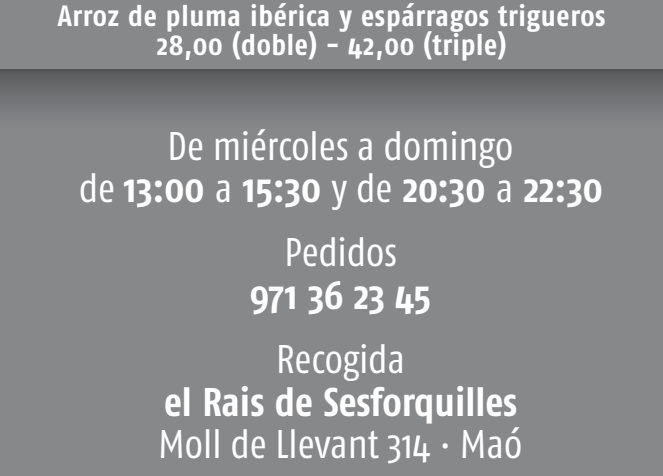 Arroz de pluma ibérica y espárragos trigueros
28,00 (doble) – 42,00 (triple)
De miércoles a domingo
de 13:00 a 15:30 y de 20:30 a 22:30
Pedidos
971 36 23 45
Recogida
el Rais de Sesforquilles
Moll de Llevant 314 · Maó